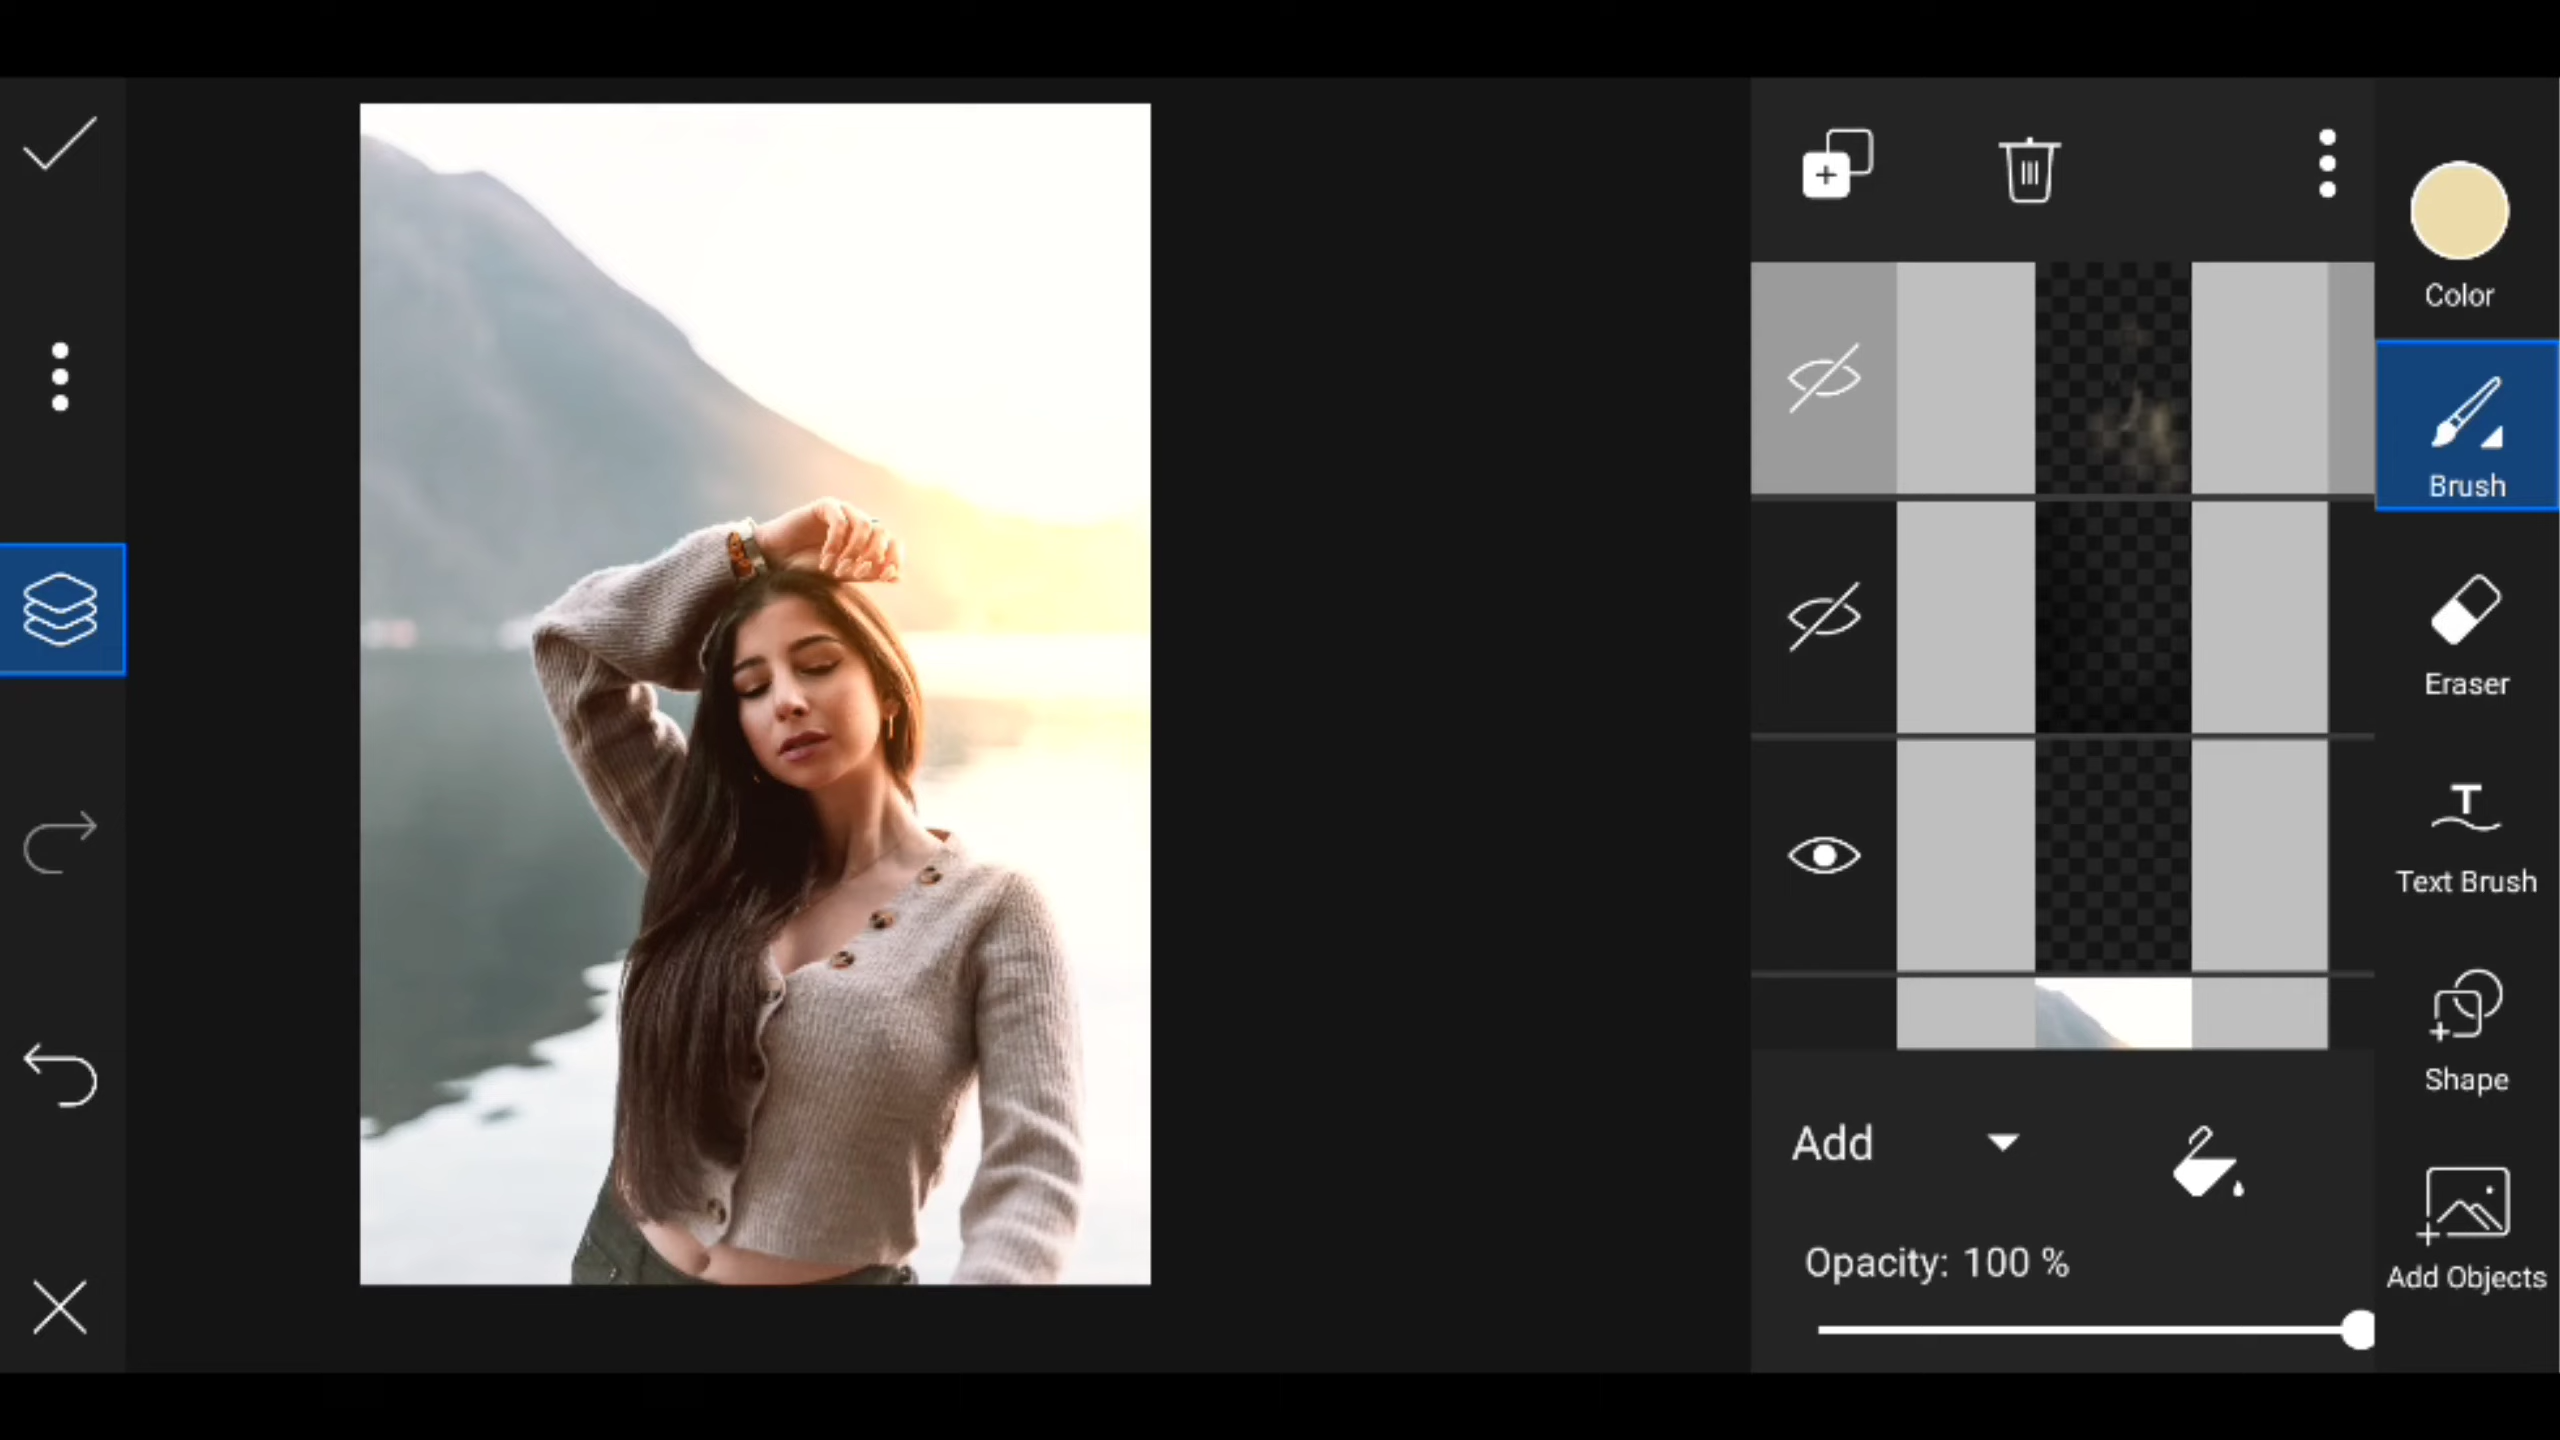 Color
Brush
Eraser
Text Brush
Shape
Add
Opacity: 100 %
Add Objects